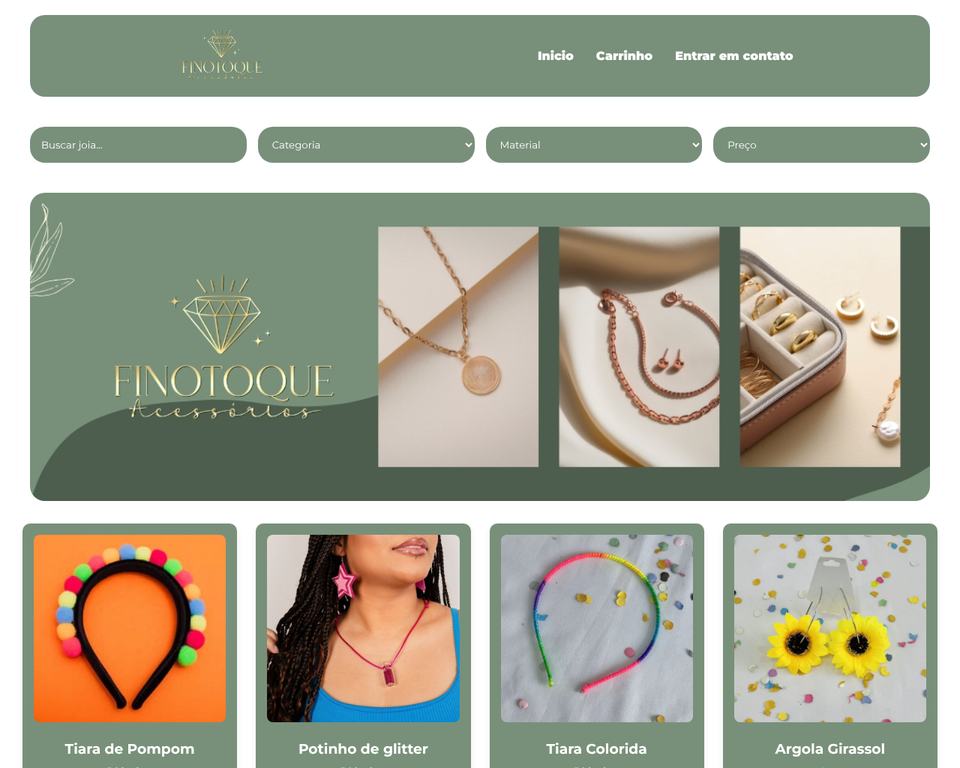 FINOTOQUE
Acessórios
Inicio Carrinho Entrar em contato
Buscar joia... Categoria Material Preço
FINOTOQUE
Acessórios
Tiara de Pompom Potinho de glitter Tiara Colorida Argola Girassol